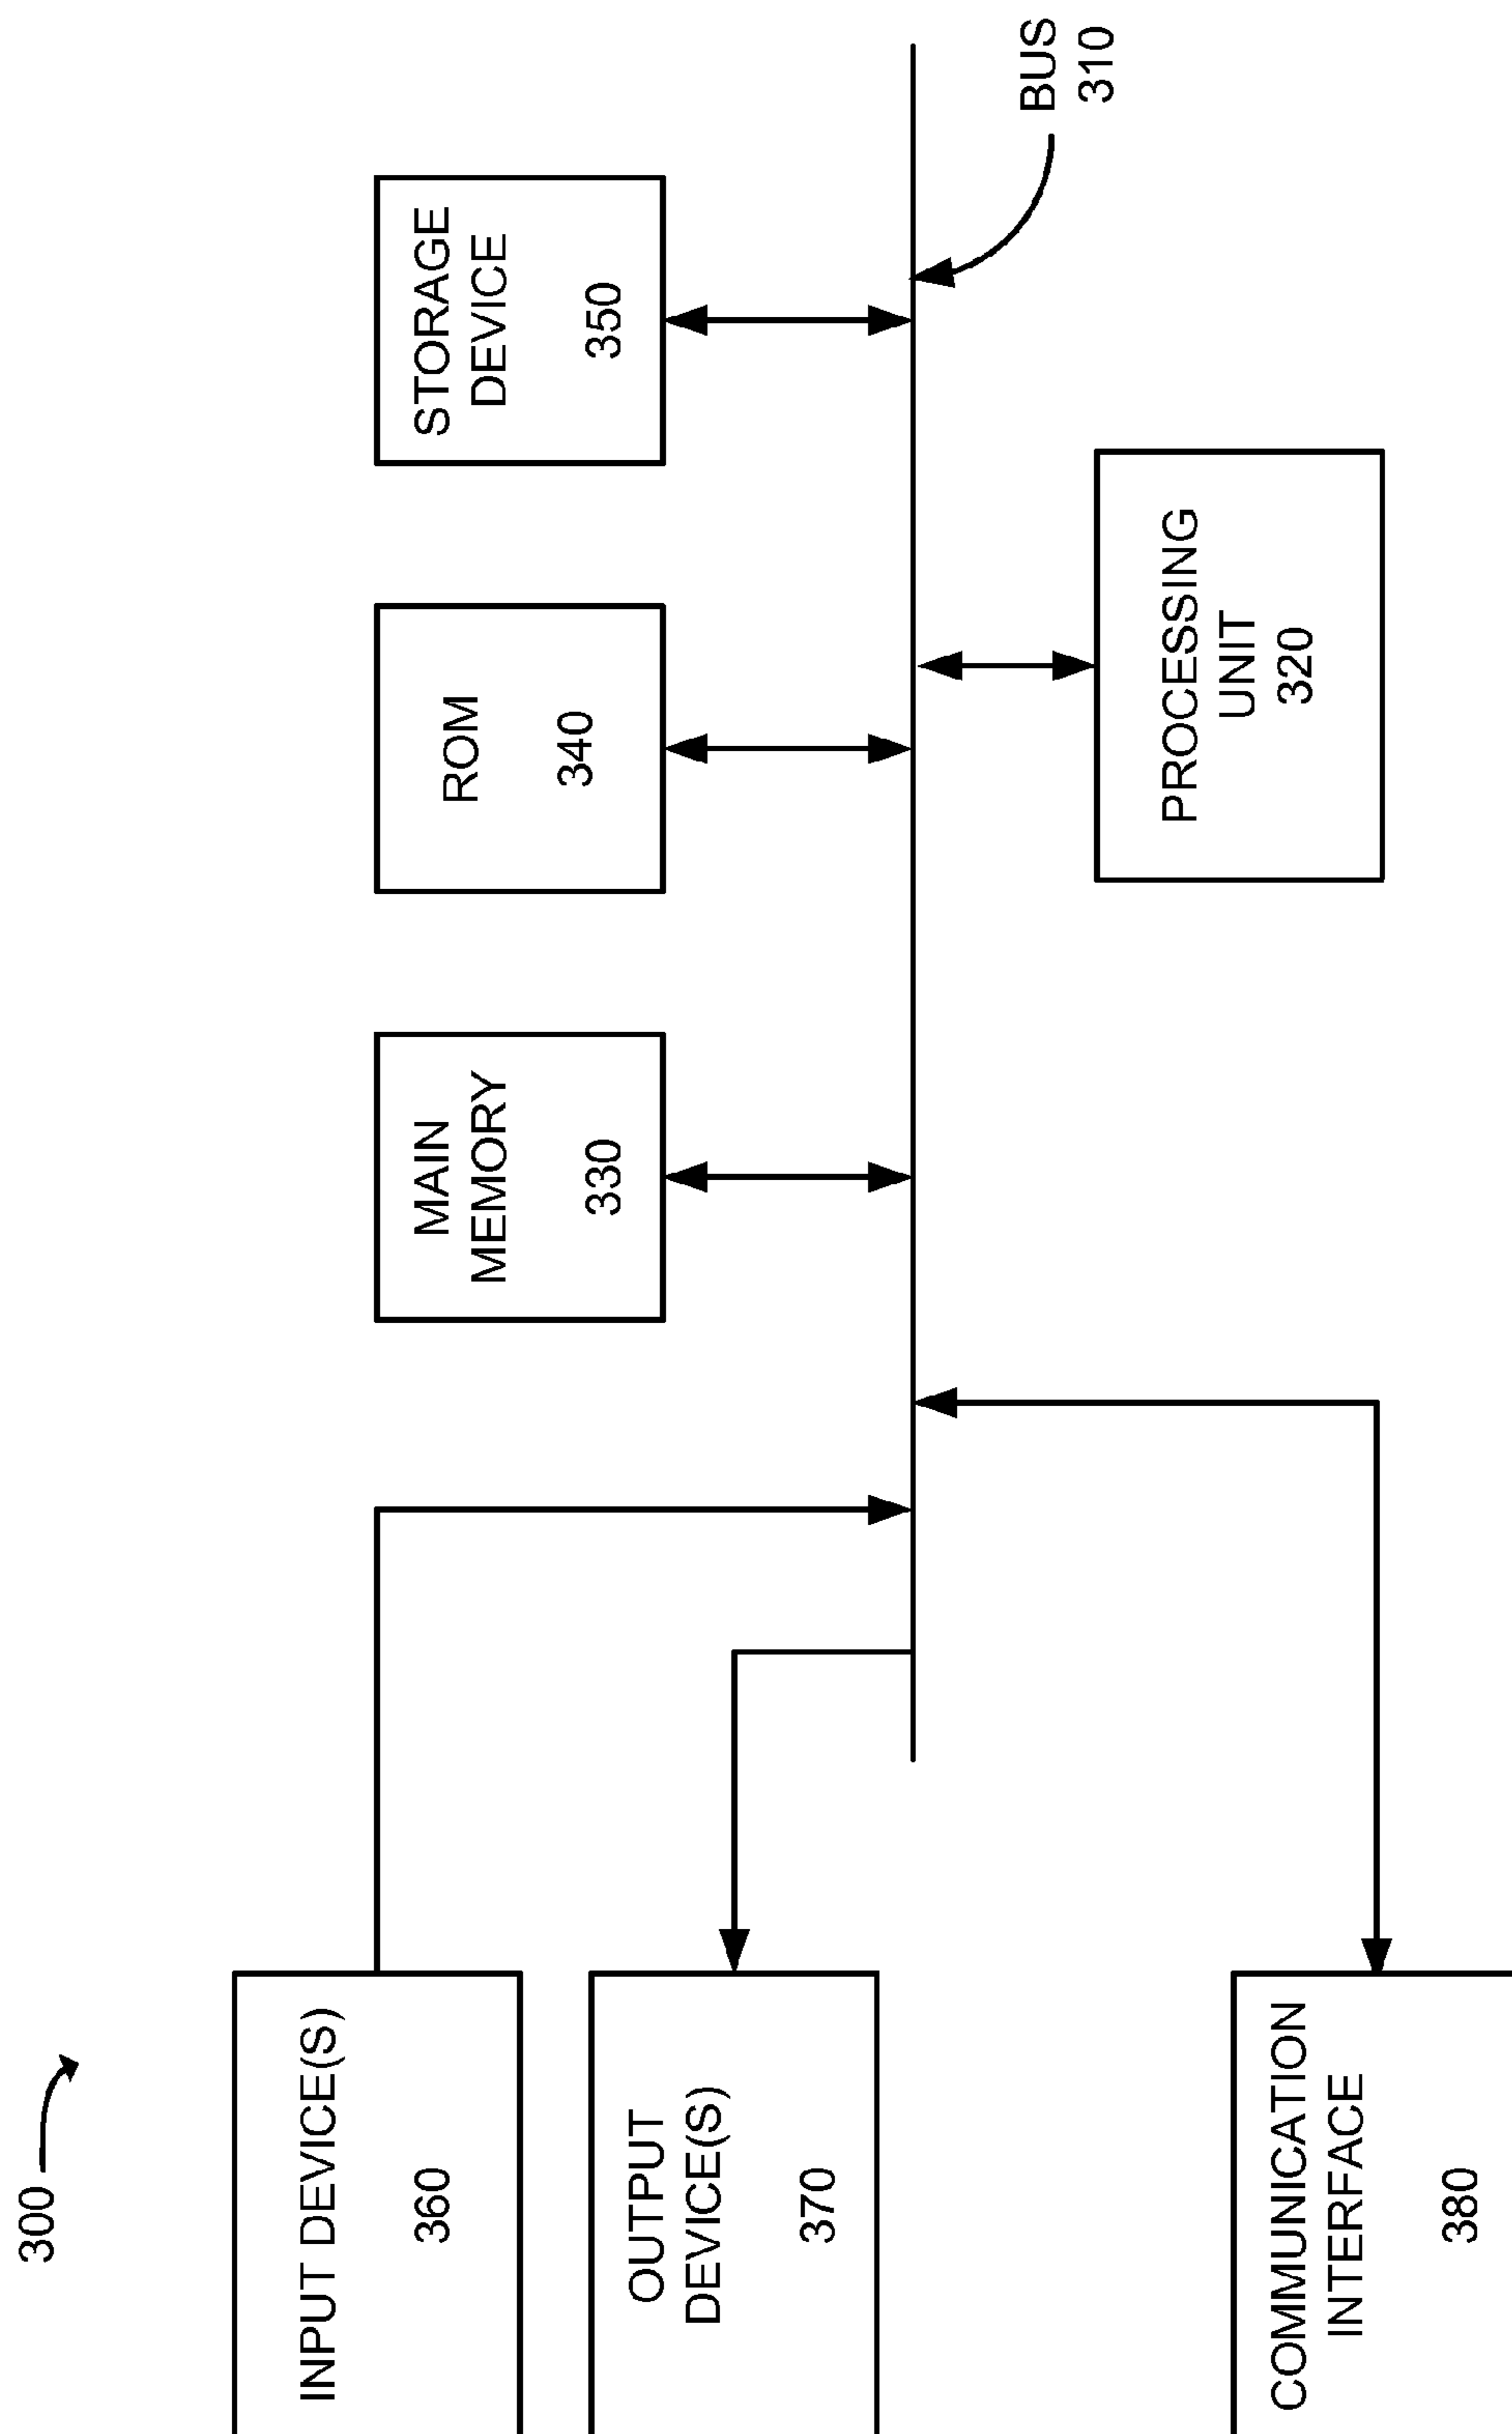 300
INPUT DEVICE(S)
360
OUTPUT
DEVICE(S)
370
COMMUNICATION
INTERFACE
380
MAIN
MEMORY
330
ROM
340
STORAGE
DEVICE
350
PROCESSING
UNIT
320
BUS
310